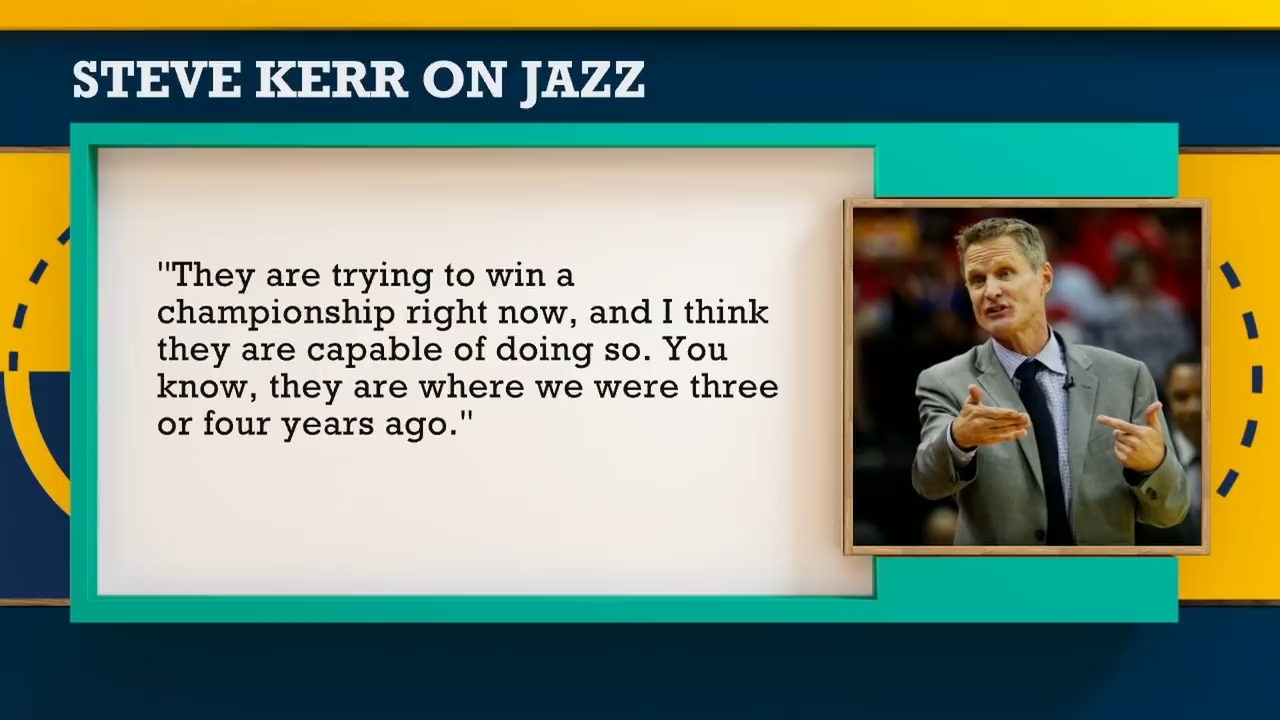 STEVE KERR ON JAZZ
"They are trying to win a
championship right now, and I think
they are capable of doing so. You
know, they are where we were three
or four years ago."